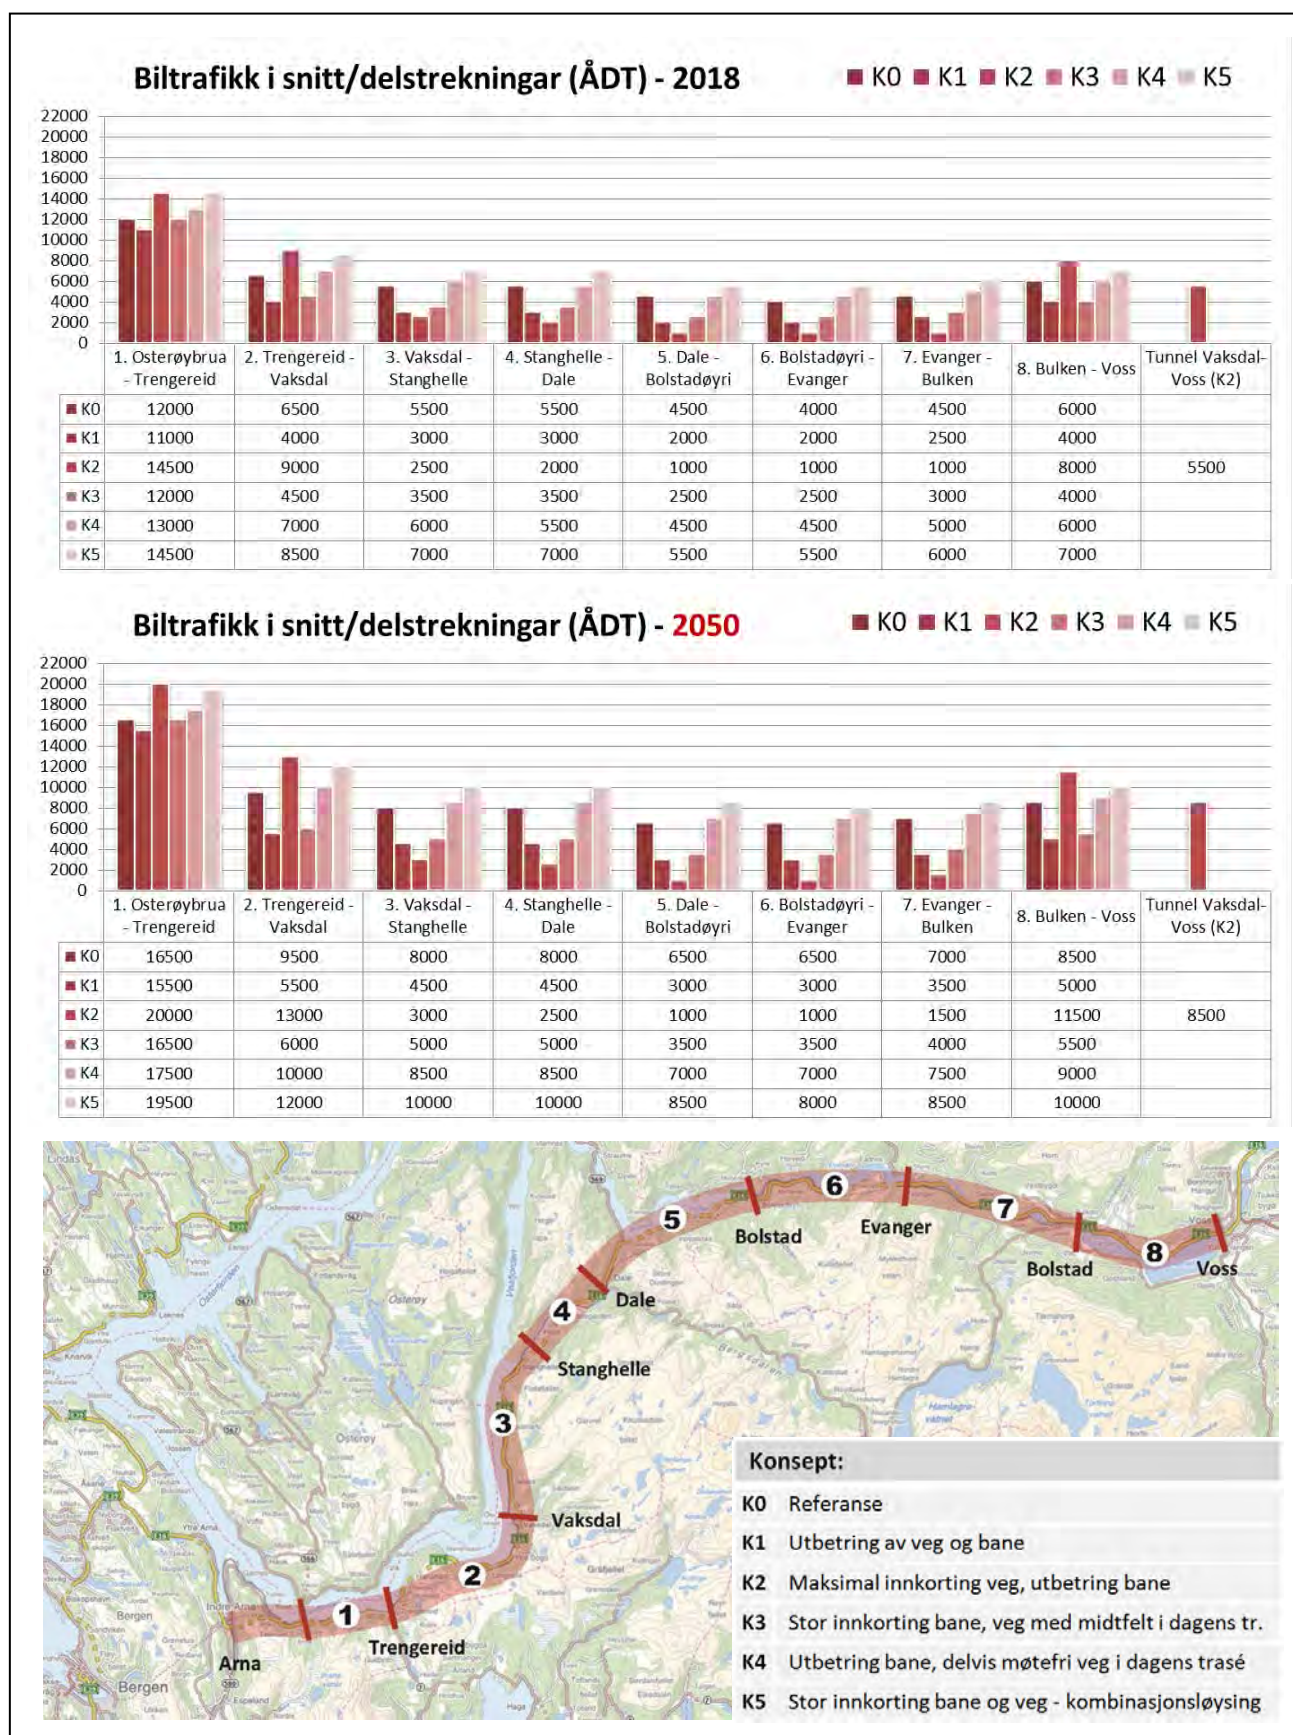 Biltrafikk i snitt/delstrekningar (ÅDT) - 2018
K0 K1 K2 K3 K4 K5
22000
20000
18000
16000
14000
12000
10000
8000
6000
4000
2000
0
1. Osterøybrua - Trengereid
2. Trengereid - Vaksdal
3. Vaksdal - Stanghelle
4. Stanghelle - Dale
5. Dale - Bolstadøyri
6. Bolstadøyri - Evanger
7. Evanger - Bulken
8. Bulken - Voss
Tunnel Vaksdal-Voss (K2)
K0 12000 6500 5500 5500 4500 4000 4500 6000
K1 11000 4000 3000 3000 2000 2000 2500 4000
K2 14500 9000 2500 2000 1000 1000 1000 8000 5500
K3 12000 4500 3500 3500 2500 2500 3000 4000
K4 13000 7000 6000 5500 4500 4500 5000 6000
K5 14500 8500 7000 7000 5500 5500 6000 7000
Biltrafikk i snitt/delstrekningar (ÅDT) - 2050
K0 K1 K2 K3 K4 K5
22000
20000
18000
16000
14000
12000
10000
8000
6000
4000
2000
0
1. Osterøybrua - Trengereid
2. Trengereid - Vaksdal
3. Vaksdal - Stanghelle
4. Stanghelle - Dale
5. Dale - Bolstadøyri
6. Bolstadøyri - Evanger
7. Evanger - Bulken
8. Bulken - Voss
Tunnel Vaksdal-Voss (K2)
K0 16500 9500 8000 8000 6500 6500 7000 8500
K1 15500 5500 4500 4500 3000 3000 3500 5000
K2 20000 13000 3000 2500 1000 1000 1500 11500 8500
K3 16500 6000 5000 5000 3500 3500 4000 5500
K4 17500 10000 8500 8500 7000 7000 7500 9000
K5 19500 12000 10000 10000 8500 8000 8500 10000
6
7
5
Bolstad
Evanger
8
Bolstad
Voss
4
Dale
Stanghelle
3
Vaksdal
2
1
Trengereid
Arna
Bergen
Osterøy
Konsept:
K0 Referanse
K1 Utbetring av veg og bane
K2 Maksimal innkorting veg, utbetring bane
K3 Stor innkorting bane, veg med midtfelt i dagens tr.
K4 Utbetring bane, delvis møtefri veg i dagens trasé
K5 Stor innkorting bane og veg - kombinasjonsløysing